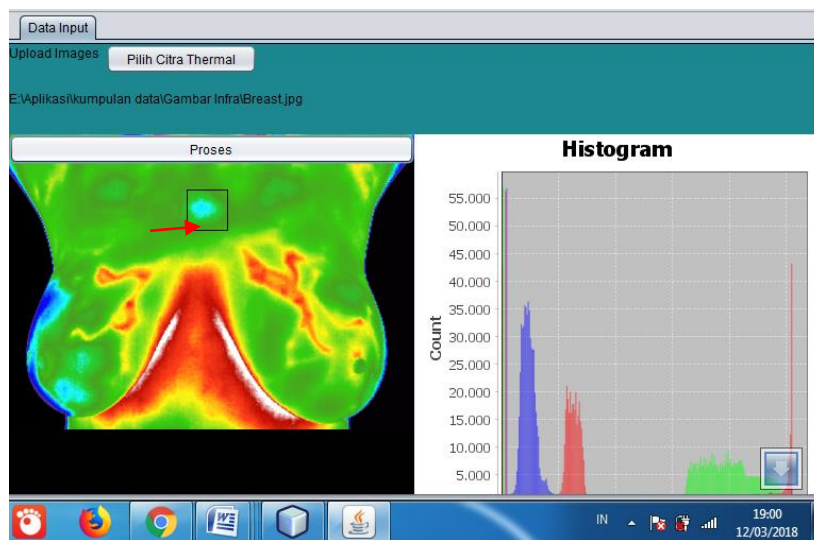 Data Input
Upload Images
Pilih Citra Thermal
E:\Aplikasi\kumpulan data\Gambar Infra\Breast.jpg
Proses
Histogram
55.000
50.000
45.000
40.000
35.000
30.000
25.000
20.000
15.000
10.000
5.000
Count
IN
19:00
12/03/2018